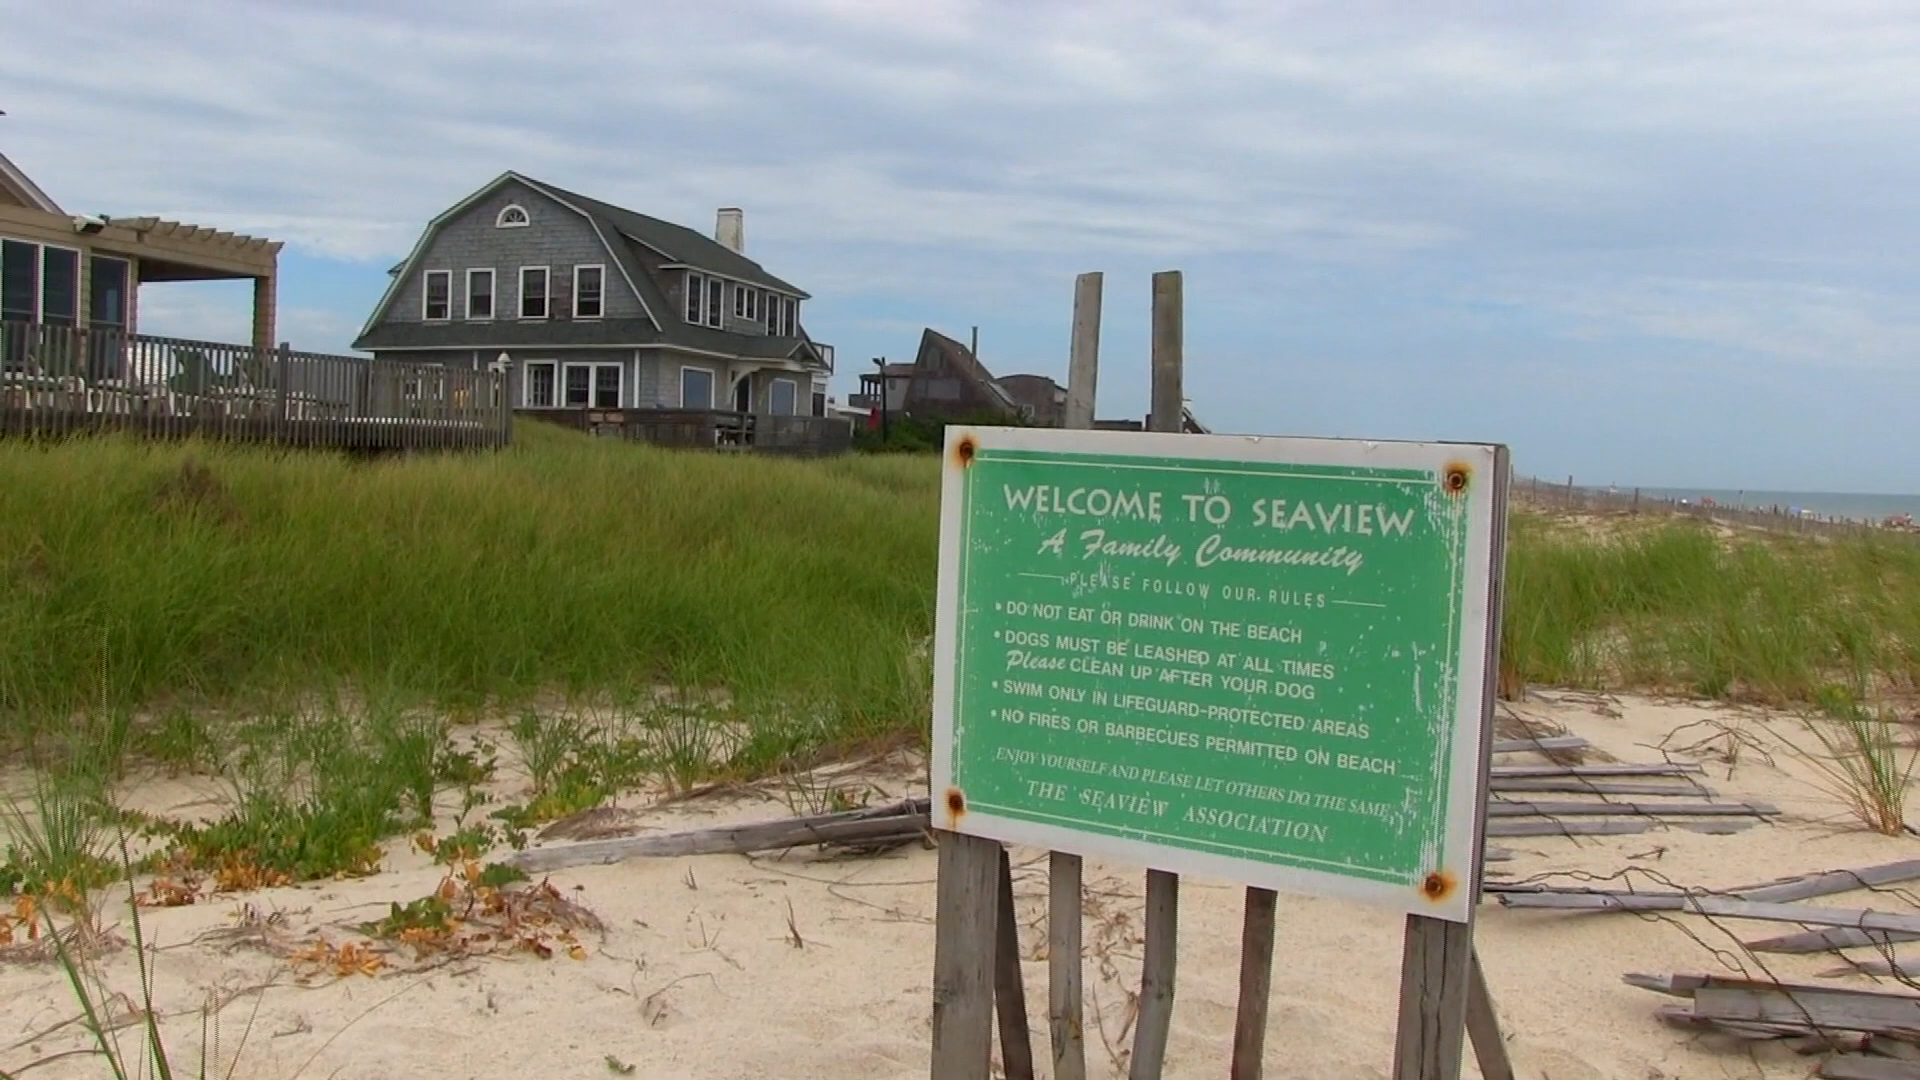 WELCOME TO SEAVIEW
A Family Community
PLEASE FOLLOW OUR RULES
• DO NOT EAT OR DRINK ON THE BEACH
• DOGS MUST BE LEASHED AT ALL TIMES
Please CLEAN UP AFTER YOUR DOG
• SWIM ONLY IN LIFEGUARD-PROTECTED AREAS
• NO FIRES OR BARBECUES PERMITTED ON BEACH
ENJOY YOURSELF AND PLEASE LET OTHERS DO THE SAME
THE SEAVIEW ASSOCIATION